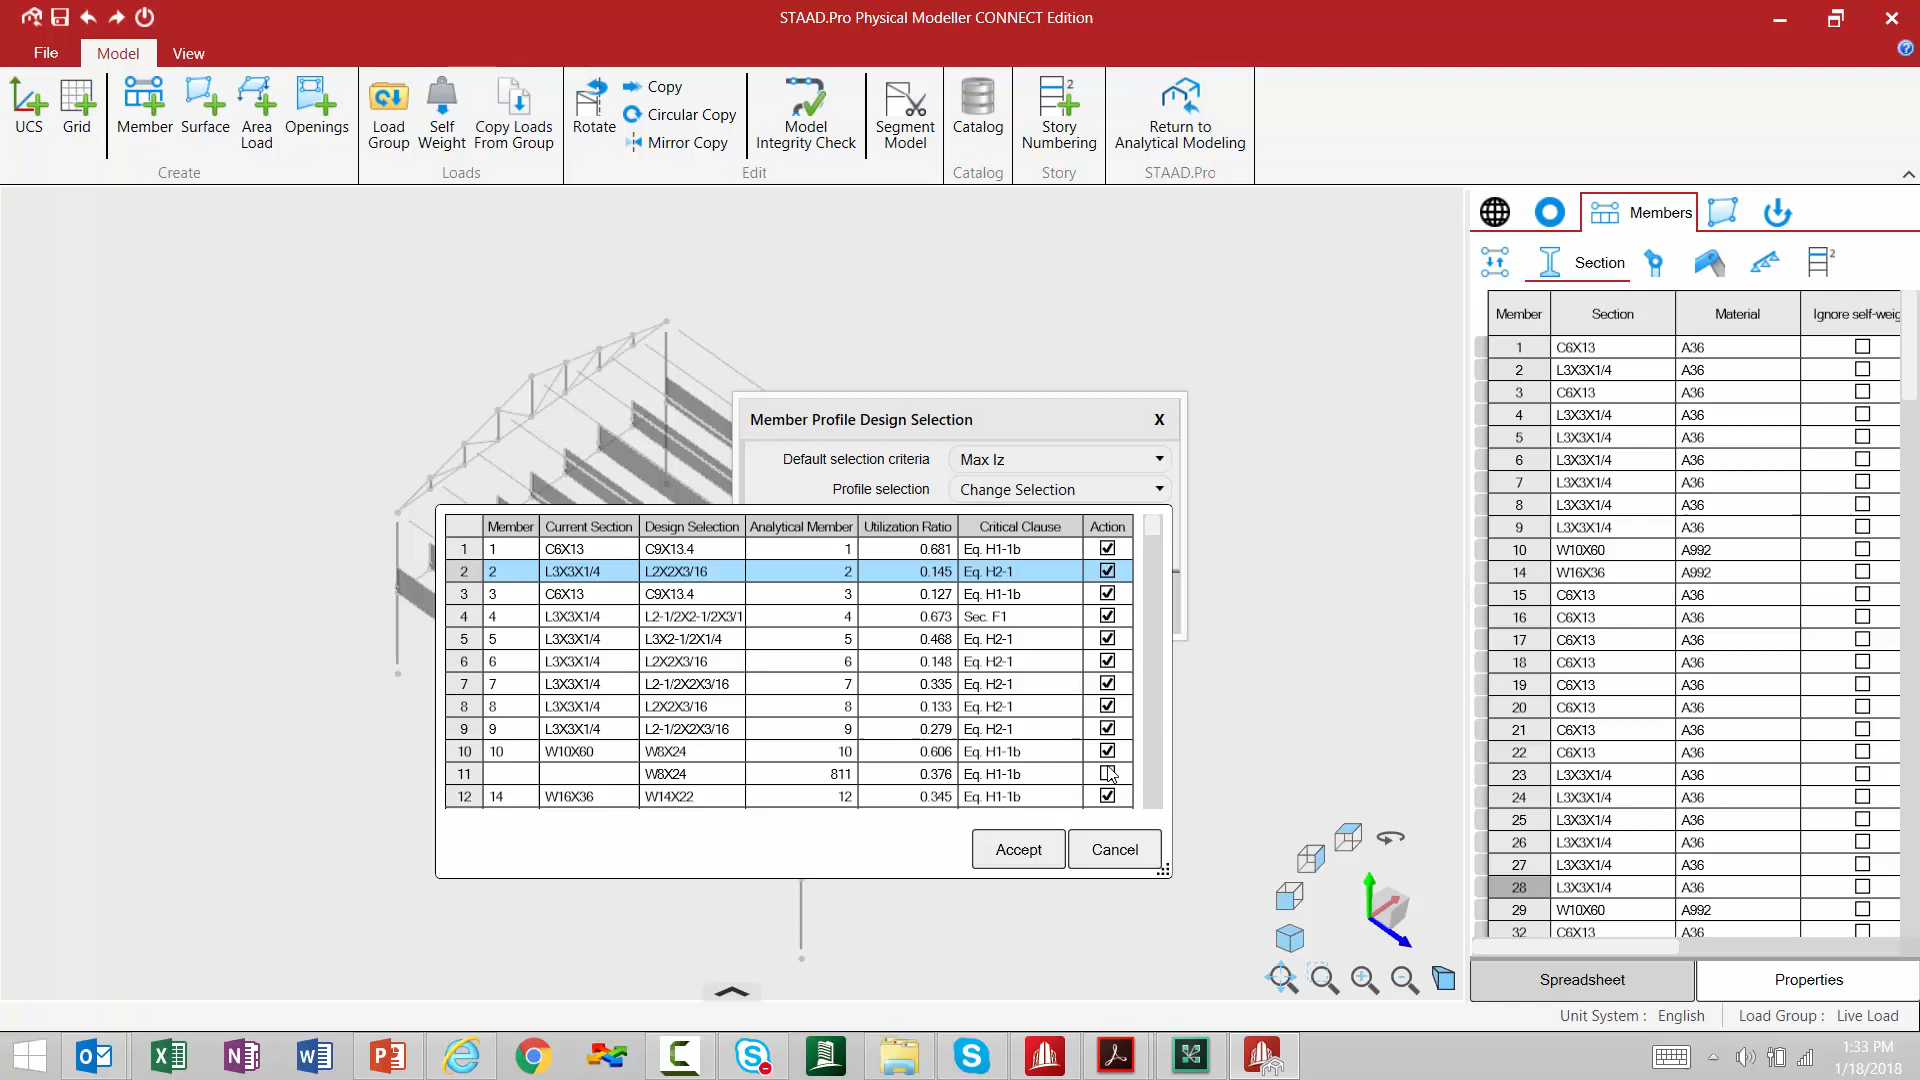 STAAD.Pro Physical Modeller CONNECT Edition
File Model View
UCS Grid Member Surface Area Load Openings Load Group Self Weight Copy Loads From Group Rotate Copy Circular Copy Mirror Copy Model Integrity Check Segment Model Catalog Story Numbering Return to Analytical Modeling
Create Loads Edit Catalog Story STAAD.Pro
Members
Section
Member Section Material Ignore self-weig
1 C6X13 A36
2 L3X3X1/4 A36
3 C6X13 A36
4 L3X3X1/4 A36
5 L3X3X1/4 A36
6 L3X3X1/4 A36
7 L3X3X1/4 A36
8 L3X3X1/4 A36
9 L3X3X1/4 A36
10 W10X60 A992
14 W16X36 A992
15 C6X13 A36
16 C6X13 A36
17 C6X13 A36
18 C6X13 A36
19 C6X13 A36
20 C6X13 A36
21 C6X13 A36
22 C6X13 A36
23 L3X3X1/4 A36
24 L3X3X1/4 A36
25 L3X3X1/4 A36
26 L3X3X1/4 A36
27 L3X3X1/4 A36
28 L3X3X1/4 A36
29 W10X60 A992
32 C6X13 A36
Spreadsheet Properties
Member Profile Design Selection X
Default selection criteria Max Iz
Profile selection Change Selection
Member Current Section Design Selection Analytical Member Utilization Ratio Critical Clause Action
1 1 C6X13 C9X13.4 1 0.681 Eq. H1-1b
2 2 L3X3X1/4 L2X2X3/16 2 0.145 Eq. H2-1
3 3 C6X13 C9X13.4 3 0.127 Eq. H1-1b
4 4 L3X3X1/4 L2-1/2X2-1/2X3/1 4 0.673 Sec. F1
5 5 L3X3X1/4 L3X2-1/2X1/4 5 0.468 Eq. H2-1
6 6 L3X3X1/4 L2X2X3/16 6 0.148 Eq. H2-1
7 7 L3X3X1/4 L2-1/2X2X3/16 7 0.335 Eq. H2-1
8 8 L3X3X1/4 L2X2X3/16 8 0.133 Eq. H2-1
9 9 L3X3X1/4 L2-1/2X2X3/16 9 0.279 Eq. H2-1
10 10 W10X60 W8X24 10 0.606 Eq. H1-1b
11 W8X24 811 0.376 Eq. H1-1b
12 14 W16X36 W14X22 12 0.345 Eq. H1-1b
Accept Cancel
Unit System : English Load Group : Live Load
1:33 PM
1/18/2018